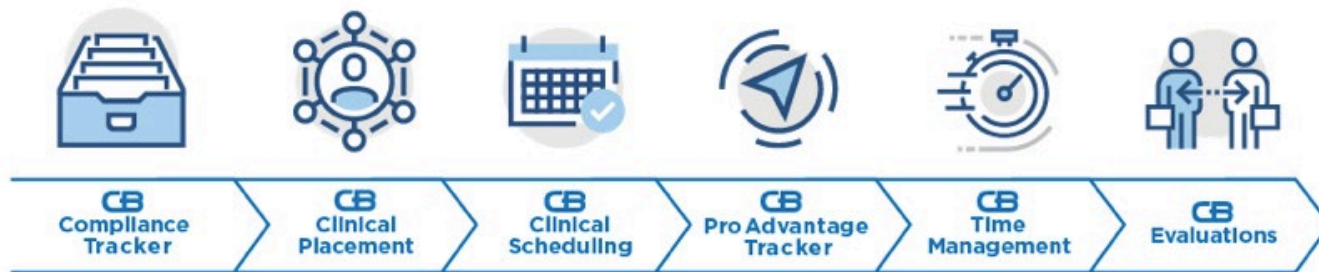 CB
Compliance
Tracker
CB
Clinical
Placement
CB
Clinical
Scheduling
CB
Pro Advantage
Tracker
CB
Time
Management
CB
Evaluations